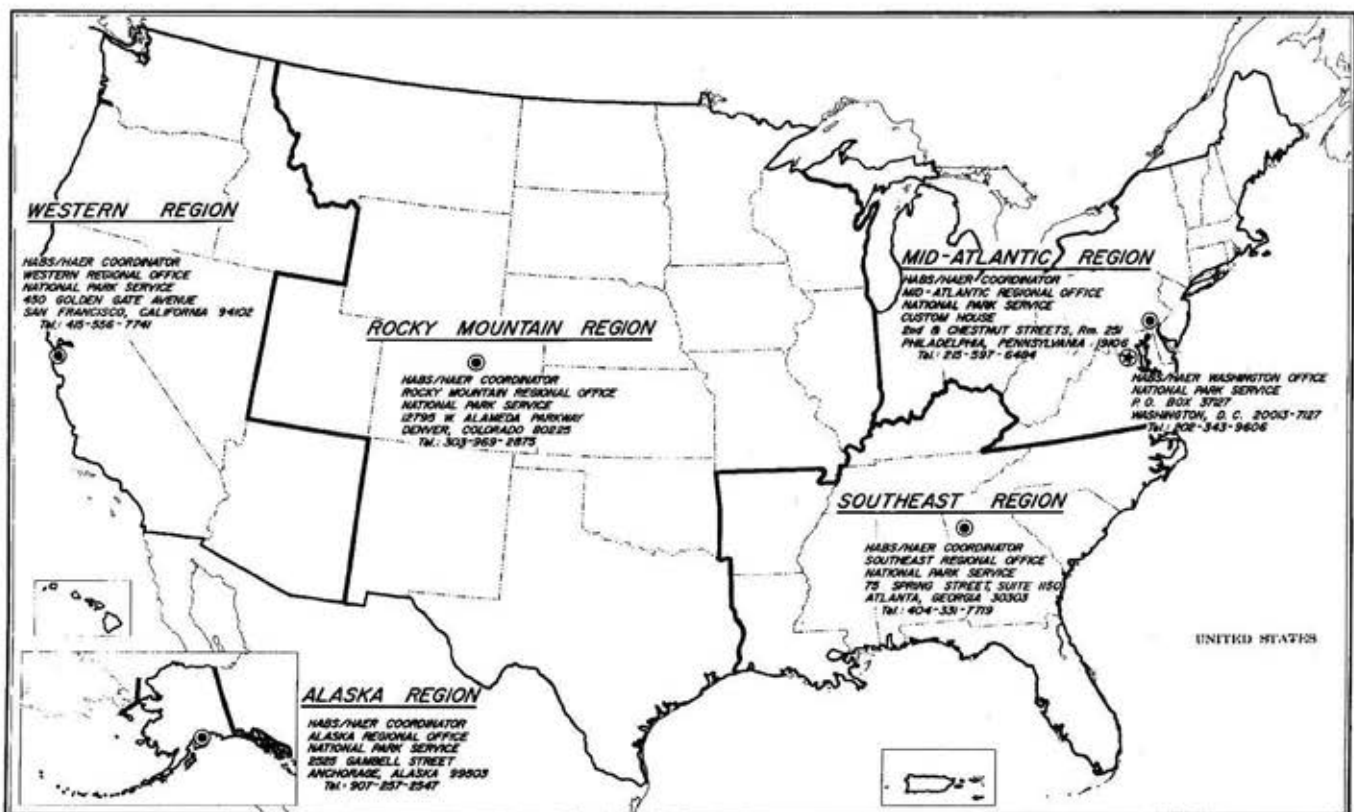 WESTERN REGION
HABS/HAER COORDINATOR
WESTERN REGIONAL OFFICE
NATIONAL PARK SERVICE
450 GOLDEN GATE AVENUE
SAN FRANCISCO, CALIFORNIA 94102
Tel.: 415-556-7741
ROCKY MOUNTAIN REGION
HABS/HAER COORDINATOR
ROCKY MOUNTAIN REGIONAL OFFICE
NATIONAL PARK SERVICE
12795 W. ALAMEDA PARKWAY
DENVER, COLORADO 80225
Tel.: 303-969-2875
MID-ATLANTIC REGION
HABS/HAER COORDINATOR
MID-ATLANTIC REGIONAL OFFICE
NATIONAL PARK SERVICE
CUSTOM HOUSE
2nd & CHESTNUT STREETS, Rm. 251
PHILADELPHIA, PENNSYLVANIA 19106
Tel.: 215-597-6484
HABS/HAER WASHINGTON OFFICE
NATIONAL PARK SERVICE
P. O. BOX 37127
WASHINGTON, D. C. 20013-7127
Tel.: 202-343-9606
SOUTHEAST REGION
HABS/HAER COORDINATOR
SOUTHEAST REGIONAL OFFICE
NATIONAL PARK SERVICE
75 SPRING STREET, SUITE 1150
ATLANTA, GEORGIA 30303
Tel.: 404-331-7719
UNITED STATES
ALASKA REGION
HABS/HAER COORDINATOR
ALASKA REGIONAL OFFICE
NATIONAL PARK SERVICE
2525 GAMBELL STREET
ANCHORAGE, ALASKA 99503
Tel.: 907-257-2547